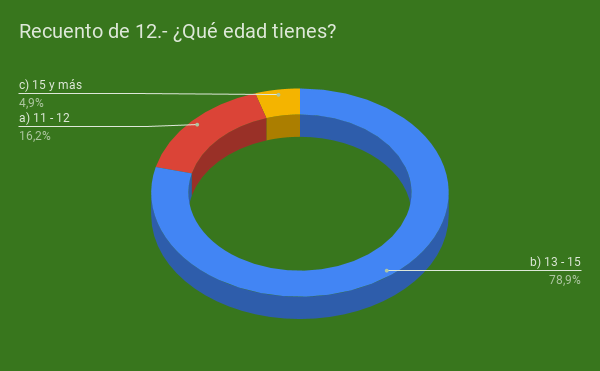 Recuento de 12.- ¿Qué edad tienes?
c) 15 y más
4,9%
a) 11 - 12
16,2%
b) 13 - 15
78,9%